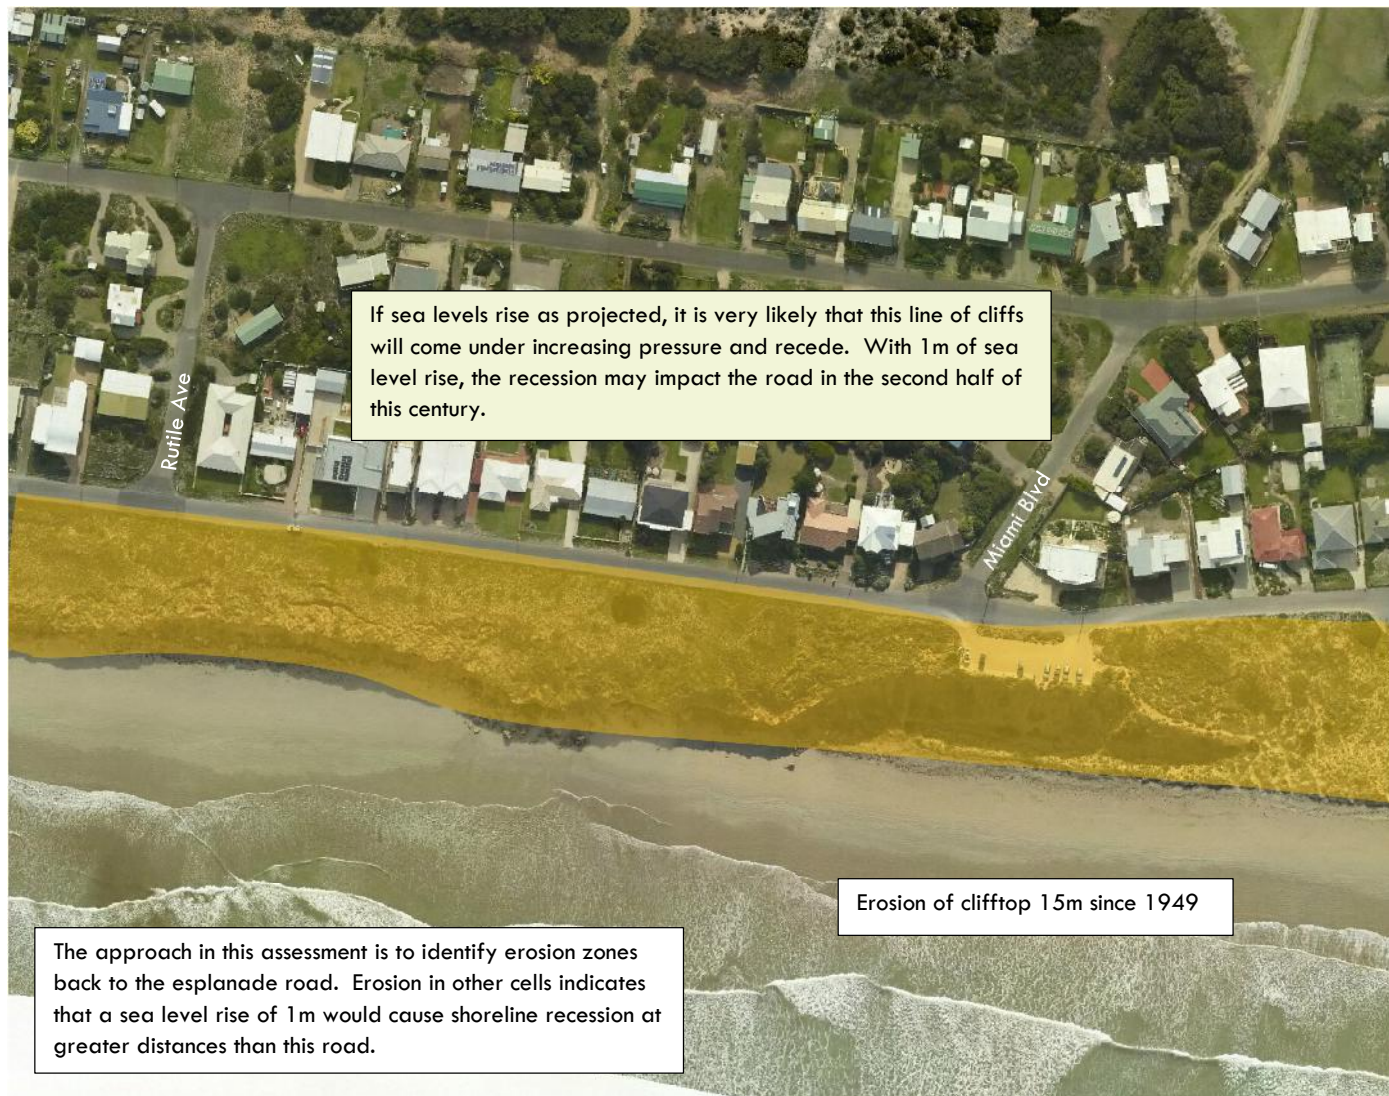 If sea levels rise as projected, it is very likely that this line of cliffs
will come under increasing pressure and recede. With 1m of sea
level rise, the recession may impact the road in the second half of
this century.
Rutile Ave
Miami Blvd
Erosion of clifftop 15m since 1949
The approach in this assessment is to identify erosion zones
back to the esplanade road. Erosion in other cells indicates
that a sea level rise of 1m would cause shoreline recession at
greater distances than this road.